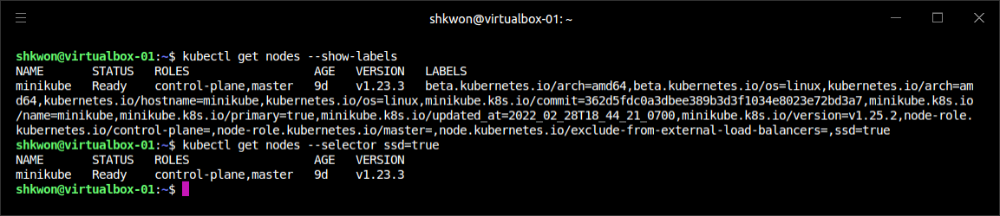 shkwon@virtualbox-01: ~
shkwon@virtualbox-01:~$ kubectl get nodes --show-labels
NAME       STATUS   ROLES                  AGE   VERSION   LABELS
minikube   Ready    control-plane,master   9d    v1.23.3   beta.kubernetes.io/arch=amd64,beta.kubernetes.io/os=linux,kubernetes.io/arch=am
d64,kubernetes.io/hostname=minikube,kubernetes.io/os=linux,minikube.k8s.io/commit=362d5fdc0a3dbee389b3d3f1034e8023e72bd3a7,minikube.k8s.io
/name=minikube,minikube.k8s.io/primary=true,minikube.k8s.io/updated_at=2022_02_28T18_44_21_0700,minikube.k8s.io/version=v1.25.2,node-role.
kubernetes.io/control-plane=,node-role.kubernetes.io/master=,node.kubernetes.io/exclude-from-external-load-balancers=,ssd=true
shkwon@virtualbox-01:~$ kubectl get nodes --selector ssd=true
NAME       STATUS   ROLES                  AGE   VERSION
minikube   Ready    control-plane,master   9d    v1.23.3
shkwon@virtualbox-01:~$